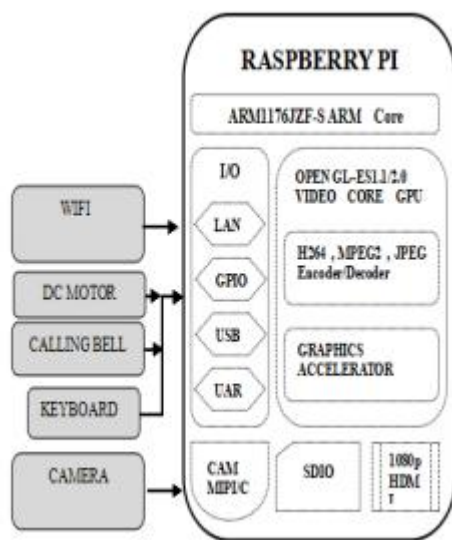 RASPBERRY PI
ARM1176JZF-S ARM Core
WIFI
DC MOTOR
CALLING BELL
KEYBOARD
CAMERA
I/O
LAN
GPIO
USB
UAR
OPEN GL-ES1.1/2.0
VIDEO CORE GPU
H264 , MPEG2 , JPEG
Encoder/Decoder
GRAPHICS
ACCELERATOR
CAM
MIPI/C
SDIO
1080p
HDM